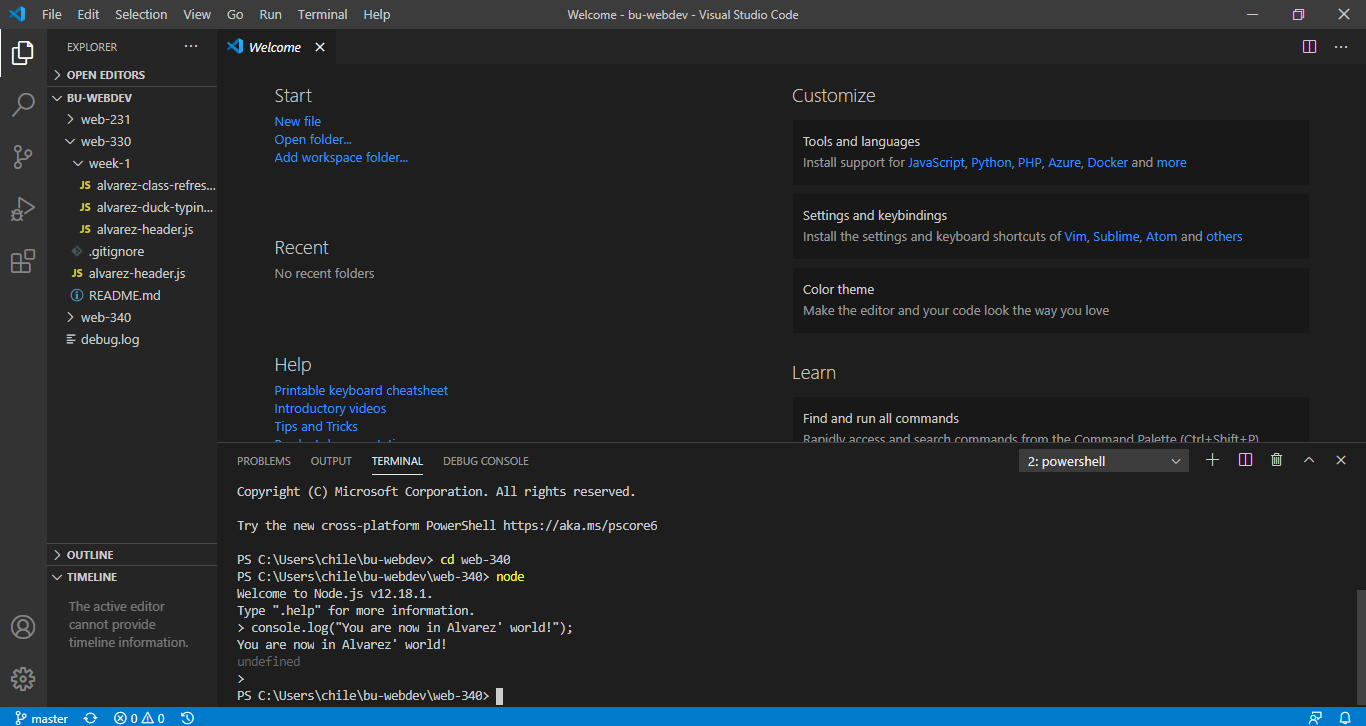 File Edit Selection View Go Run Terminal Help
Welcome - bu-webdev - Visual Studio Code
EXPLORER
OPEN EDITORS
BU-WEBDEV
web-231
web-330
week-1
JS alvarez-class-refres...
JS alvarez-duck-typin...
JS alvarez-header.js
.gitignore
JS alvarez-header.js
README.md
web-340
debug.log
OUTLINE
TIMELINE
The active editor
cannot provide
timeline information.
Welcome
Start
New file
Open folder...
Add workspace folder...
Recent
No recent folders
Help
Printable keyboard cheatsheet
Introductory videos
Tips and Tricks
Customize
Tools and languages
Install support for JavaScript, Python, PHP, Azure, Docker and more
Settings and keybindings
Install the settings and keyboard shortcuts of Vim, Sublime, Atom and others
Color theme
Make the editor and your code look the way you love
Learn
Find and run all commands
Rapidly access and search commands from the Command Palette (Ctrl+Shift+P)
PROBLEMS OUTPUT TERMINAL DEBUG CONSOLE
2: powershell
Copyright (C) Microsoft Corporation. All rights reserved.
Try the new cross-platform PowerShell https://aka.ms/pscore6
PS C:\Users\chile\bu-webdev> cd web-340
PS C:\Users\chile\bu-webdev\web-340> node
Welcome to Node.js v12.18.1.
Type ".help" for more information.
> console.log("You are now in Alvarez' world!");
You are now in Alvarez' world!
undefined
>
PS C:\Users\chile\bu-webdev\web-340>
master 0 0